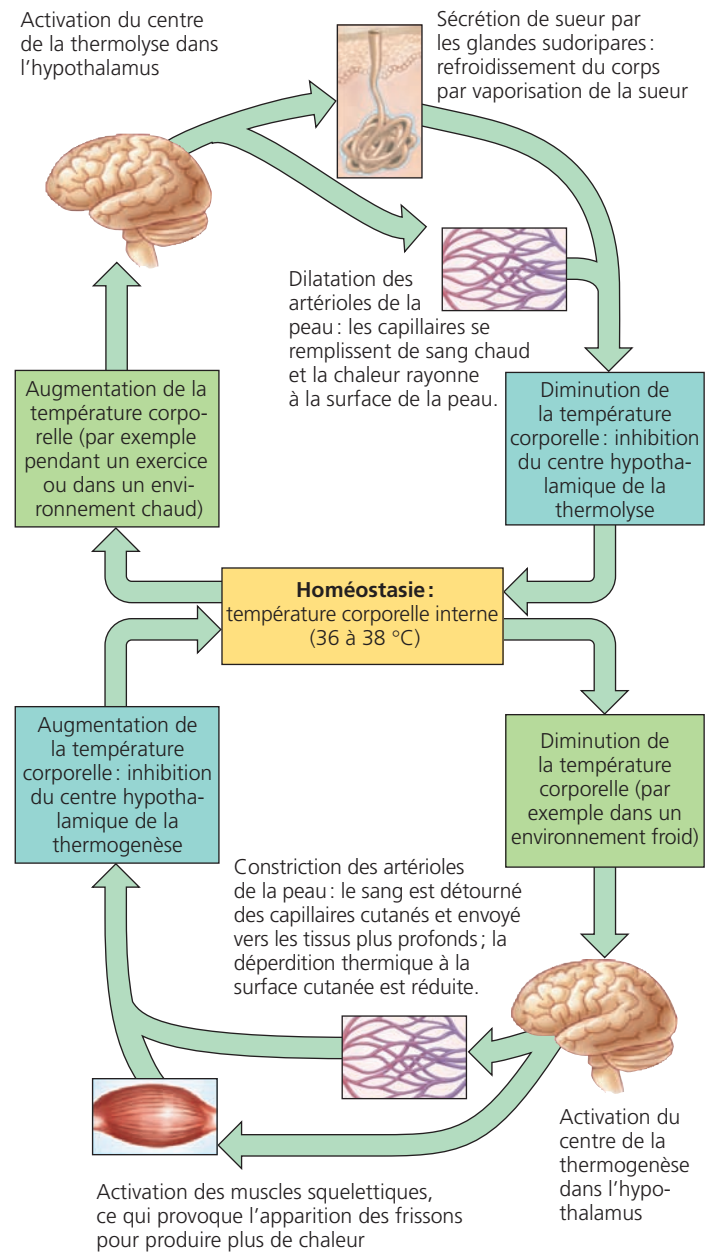 Activation du centre
de la thermolyse dans
l’hypothalamus
Sécrétion de sueur par
les glandes sudoripares :
refroidissement du corps
par vaporisation de la sueur
Dilatation des
artérioles de la
peau : les capillaires se
remplissent de sang chaud
et la chaleur rayonne
à la surface de la peau.
Augmentation de la
température corpo-
relle (par exemple
pendant un exercice
ou dans un envi-
ronnement chaud)
Diminution de
la température
corporelle : inhibition
du centre hypotha-
lamique de la
thermolyse
Homéostasie :
température corporelle interne
(36 à 38 °C)
Augmentation de
la température
corporelle : inhibition
du centre hypotha-
lamique de la
thermogenèse
Diminution de
la température
corporelle (par
exemple dans un
environnement froid)
Constriction des artérioles
de la peau : le sang est détourné
des capillaires cutanés et envoyé
vers les tissus plus profonds ; la
déperdition thermique à la
surface cutanée est réduite.
Activation du
centre de la
thermogenèse
dans l’hypo-
thalamus
Activation des muscles squelettiques,
ce qui provoque l’apparition des frissons
pour produire plus de chaleur